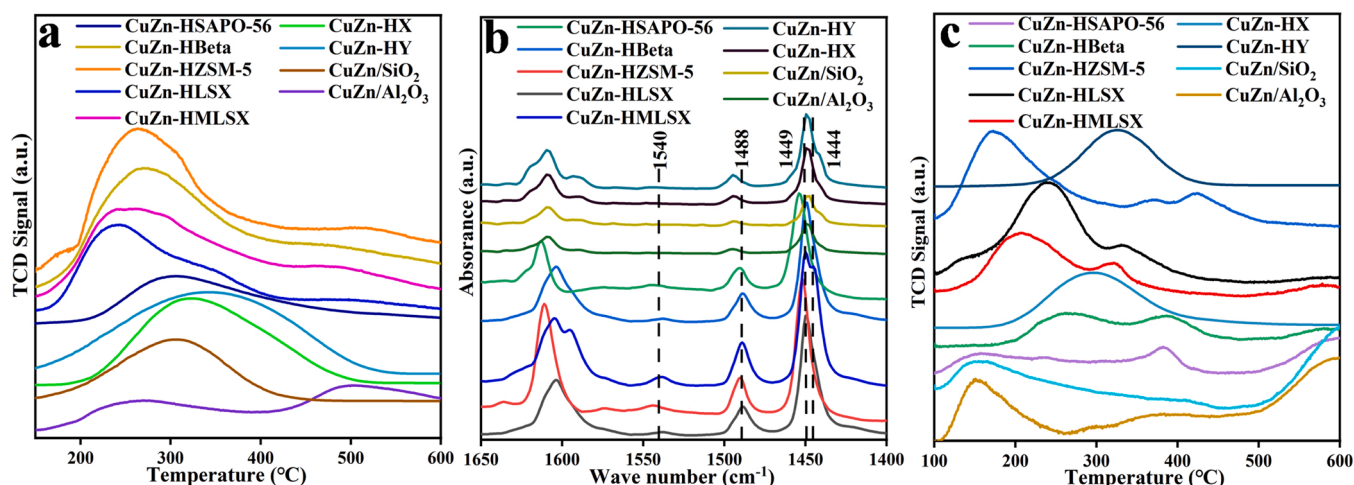 a
CuZn-HSAPO-56
CuZn-HBeta
CuZn-HZSM-5
CuZn-HLSX
CuZn-HMLSX
CuZn-HX
CuZn-HY
CuZn/SiO₂
CuZn/Al₂O₃
TCD Signal (a.u.)
200 300 400 500 600
Temperature (℃)
b
CuZn-HSAPO-56
CuZn-HBeta
CuZn-HZSM-5
CuZn-HLSX
CuZn-HMLSX
CuZn-HY
CuZn-HX
CuZn/SiO₂
CuZn/Al₂O₃
1540
1488
1449
1444
Absorance (a.u.)
1650 1600 1550 1500 1450 1400
Wave number (cm⁻¹)
c
CuZn-HSAPO-56
CuZn-HBeta
CuZn-HZSM-5
CuZn-HLSX
CuZn-HMLSX
CuZn-HX
CuZn-HY
CuZn/SiO₂
CuZn/Al₂O₃
TCD Signal (a.u.)
100 200 300 400 500 600
Temperature (℃)